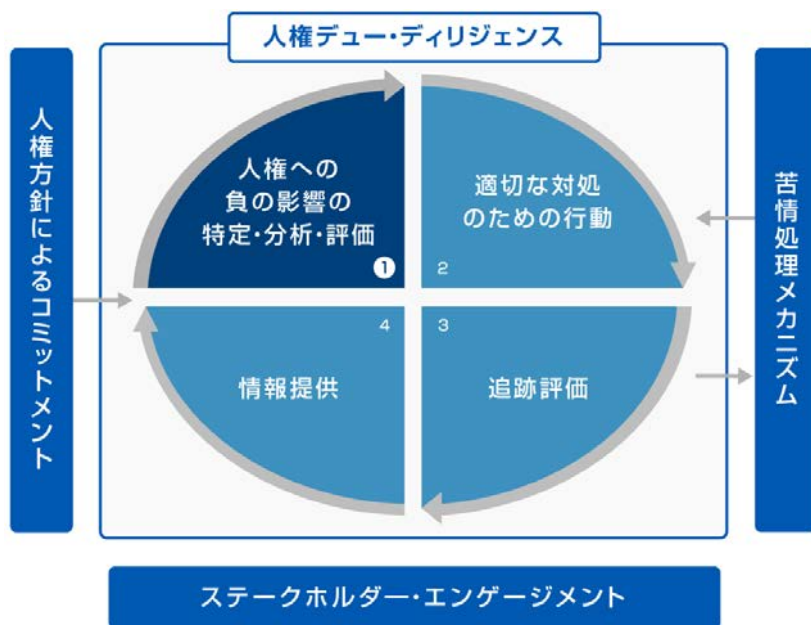 人権デュー・ディリジェンス
人権方針によるコミットメント
人権への
負の影響の
特定・分析・評価
1
適切な対処
のための行動
2
苦情処理メカニズム
4
情報提供
3
追跡評価
ステークホルダー・エンゲージメント